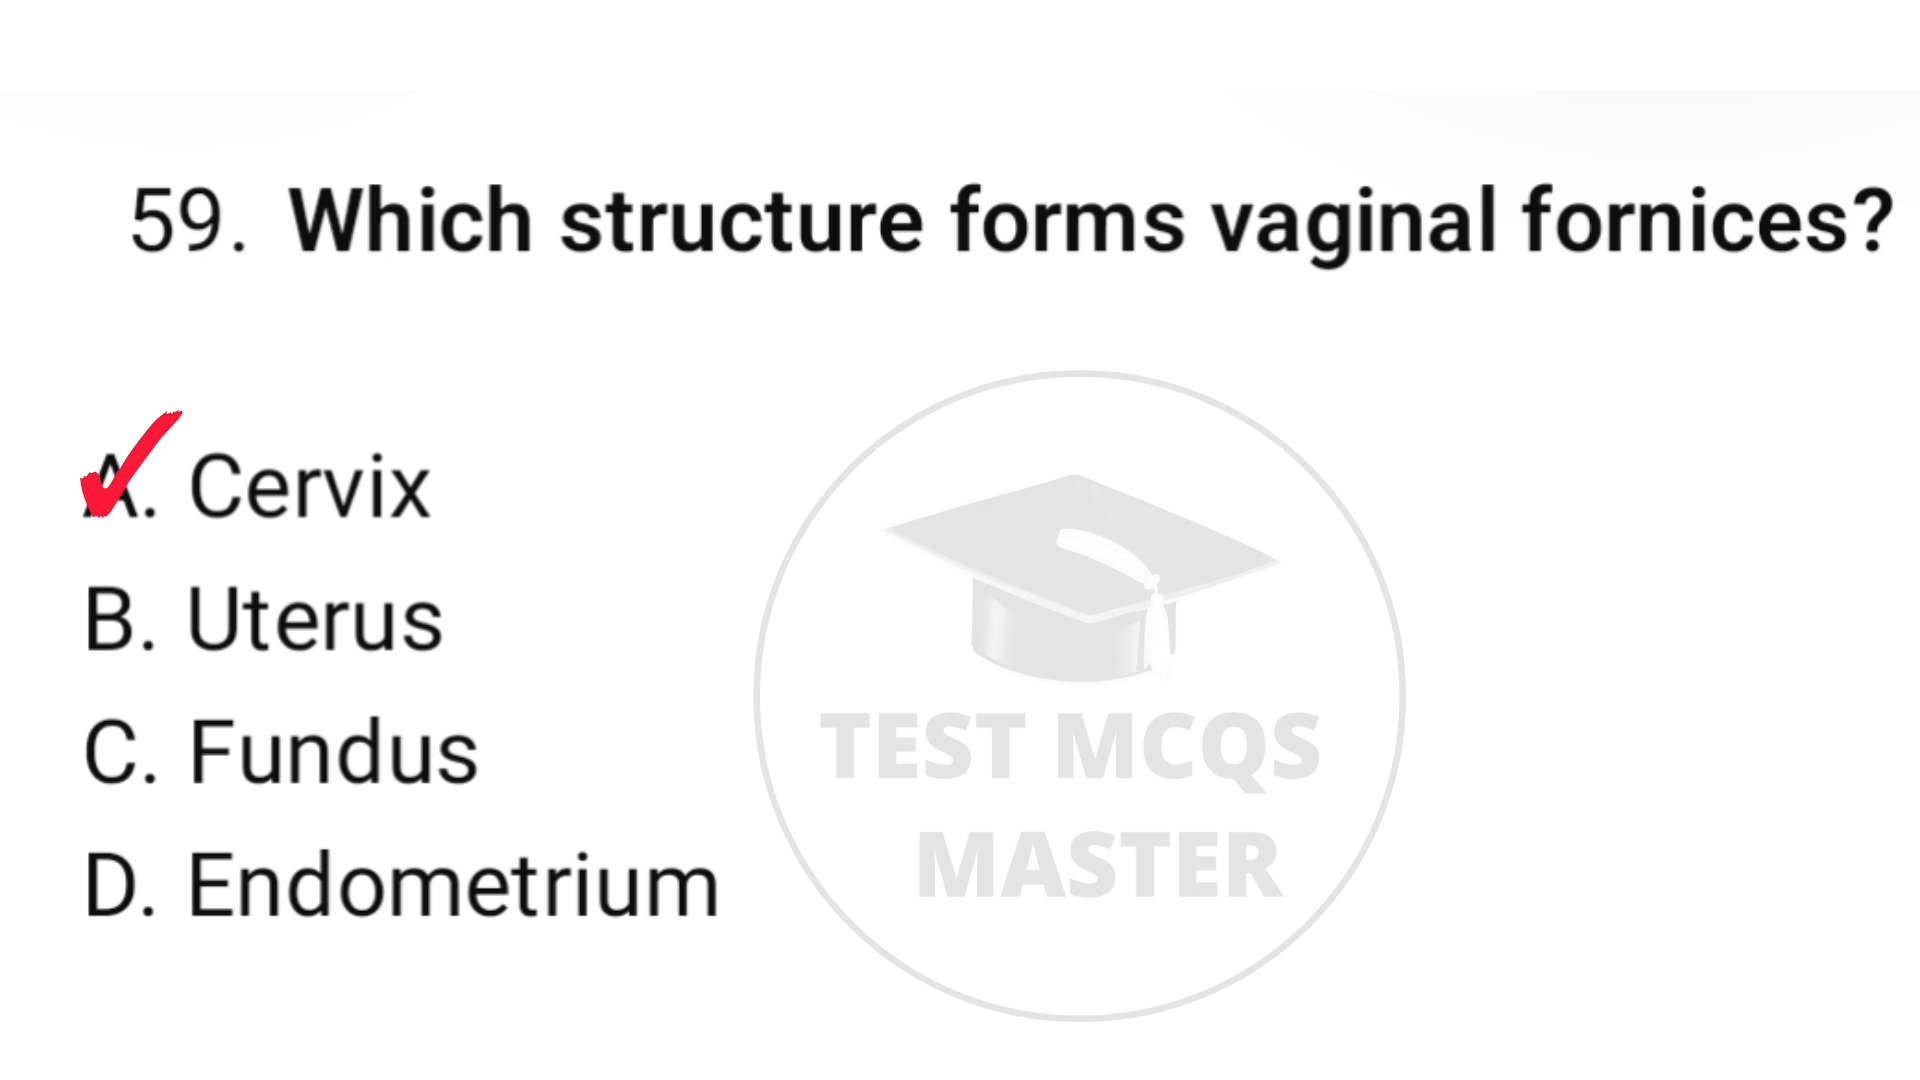 59. Which structure forms vaginal fornices?
A. Cervix
B. Uterus
C. Fundus
D. Endometrium
TEST MCQS
MASTER